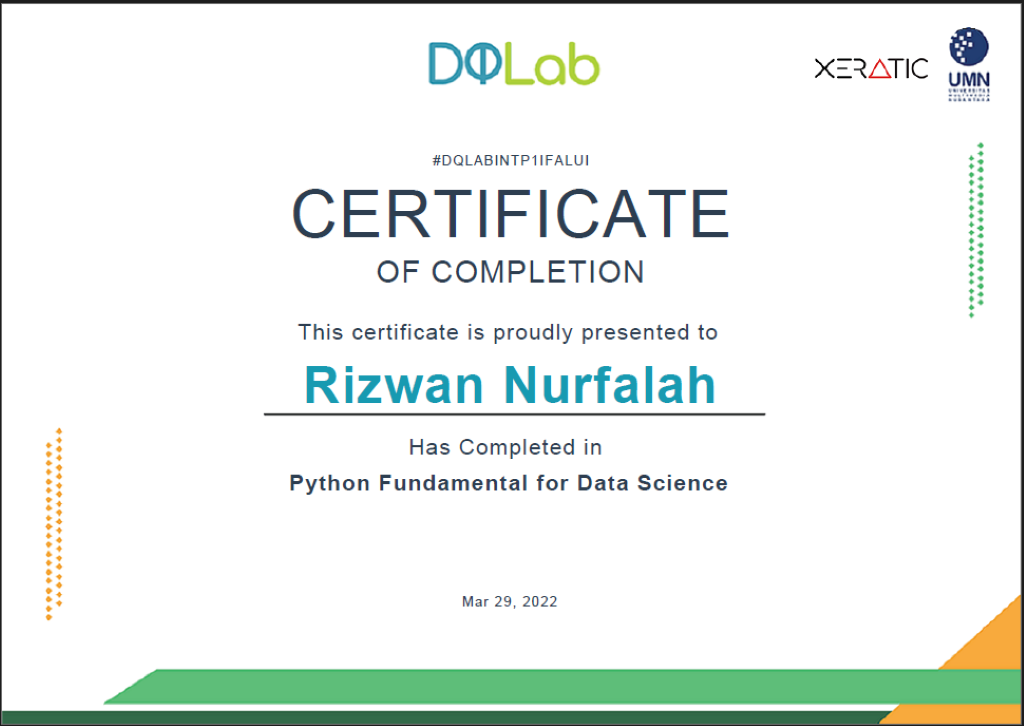 DQLab
XERATIC
UMN
UNIVERSITAS
MULTIMEDIA
NUSANTARA
#DQLABINTP1IFALUI
CERTIFICATE
OF COMPLETION
This certificate is proudly presented to
Rizwan Nurfalah
Has Completed in
Python Fundamental for Data Science
Mar 29, 2022